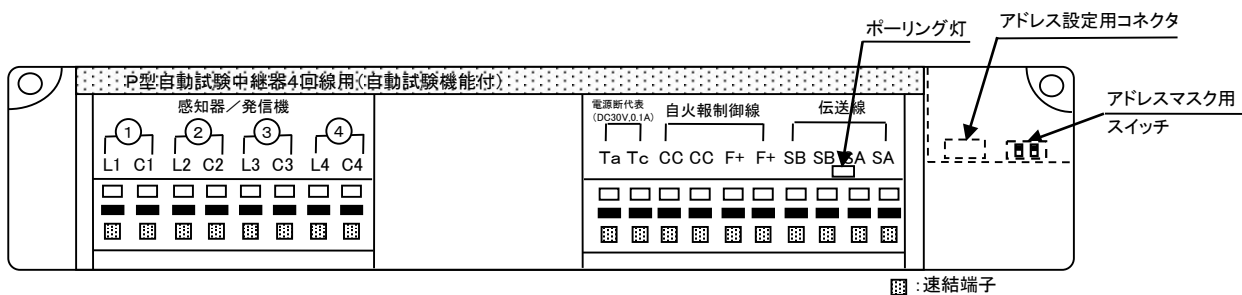 ポーリング灯
アドレス設定用コネクタ
P型自動試験中継器4回線用(自動試験機能付)
アドレスマスク用
スイッチ
感知器/発信機
① ② ③ ④
L1 C1 L2 C2 L3 C3 L4 C4
電源断代表
(DC30V,0.1A)
自火報制御線
伝送線
Ta Tc CC CC F+ F+ SB SB SA SA
:速結端子